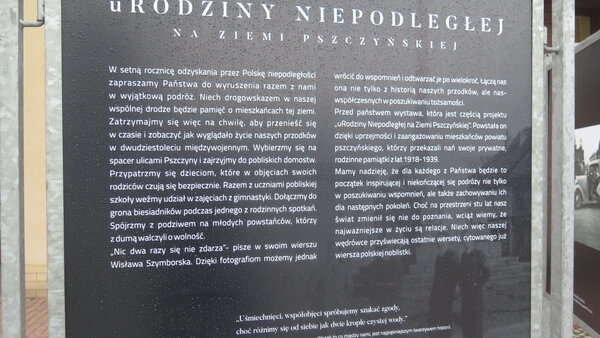 uRODZINY NIEPODLEGŁEJ
NA ZIEMI PSZCZYŃSKIEJ
W setną rocznicę odzyskania przez Polskę niepodległości
zapraszamy Państwa do wyruszenia razem z nami
w wyjątkową podróż. Niech drogowskazem w naszej
wspólnej drodze będzie pamięć o mieszkańcach tej ziemi.
Zatrzymajmy się więc na chwilę, aby przenieść się
w czasie i zobaczyć jak wyglądało życie naszych przodków
w dwudziestoleciu międzywojennym. Wybierzmy się na
spacer ulicami Pszczyny i zajrzyjmy do pobliskich domostw.
Przypatrzmy się dzieciom, które w objęciach swoich
rodziców czują się bezpiecznie. Razem z uczniami pobliskiej
szkoły weźmy udział w zajęciach z gimnastyki. Dołączmy do
grona biesiadników podczas jednego z rodzinnych spotkań.
Spójrzmy z podziwem na młodych powstańców, którzy
z dumą walczyli o wolność.
„Nic dwa razy się nie zdarza"- pisze w swoim wierszu
Wisława Szymborska. Dzięki fotografiom możemy jednak
wrócić do wspomnień i odtwarzać je po wielokroć. Łączą nas
one nie tylko z historią naszych przodków, ale nas-
współczesnych w poszukiwaniu tożsamości.
Przed państwem wystawa, która jest częścią projektu
„uRodziny Niepodległej na Ziemi Pszczyńskiej". Powstała on
dzięki uprzejmości i zaangażowaniu mieszkańców powiatu
pszczyńskiego, którzy przekazali nań swoje prywatne,
rodzinne pamiątki z lat 1918-1939.
Mamy nadzieję, że dla każdego z Państwa będzie to
początek inspirującej i niekończącej się podróży nie tylko
w poszukiwaniu wspomnień, ale także zachowywaniu ich
dla następnych pokoleń. Choć na przestrzeni stu lat nasz
świat zmienił się nie do poznania, wciąż wiemy, że
najważniejsze w życiu są relacje. Niech więc naszej
wędrówce przyświecają ostatnie wersety, cytowanego już
wiersza polskiej noblistki.
„Uśmiechnięci, współobjęci spróbujemy szukać zgody,
choć różnimy się od siebie jak dwie krople czystej wody."
to co między nami, jest najpiękniejszym tworzywem historii.